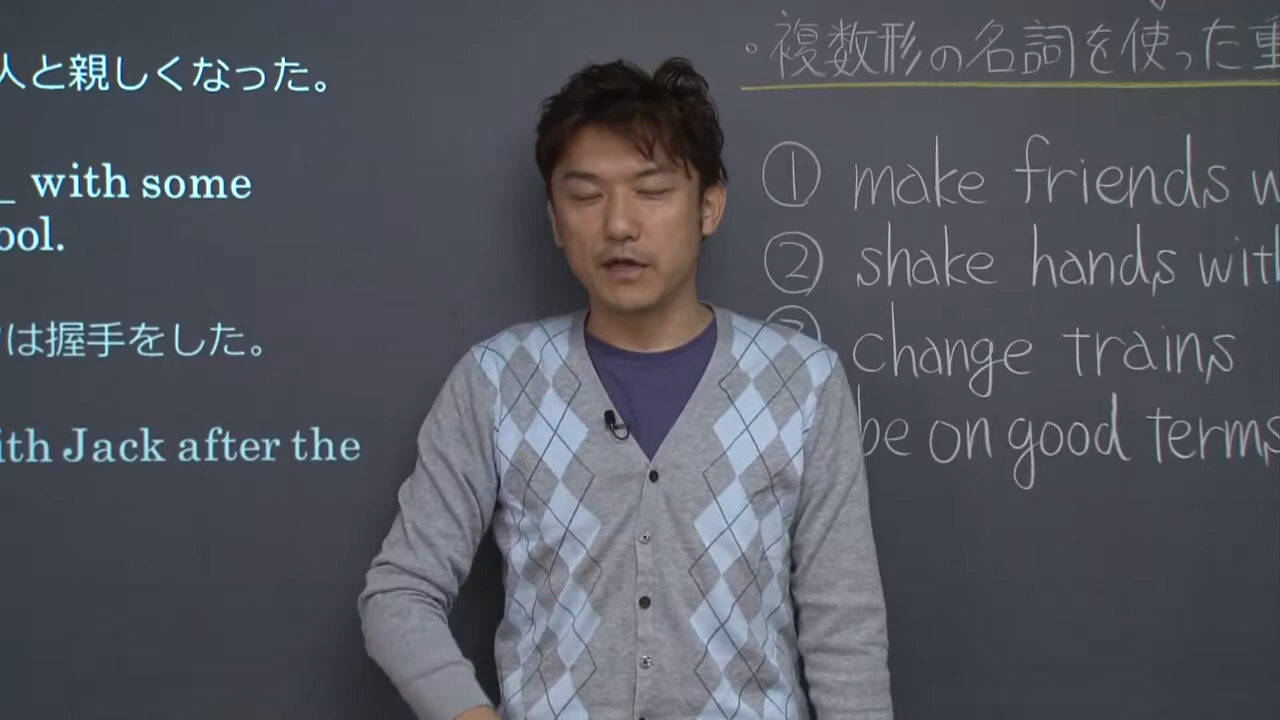 人と親しくなった。
with some
ool.
は握手をした。
ith Jack after the
複数形の名詞を使った重
① make friends w
② shake hands with
③ change trains
be on good terms